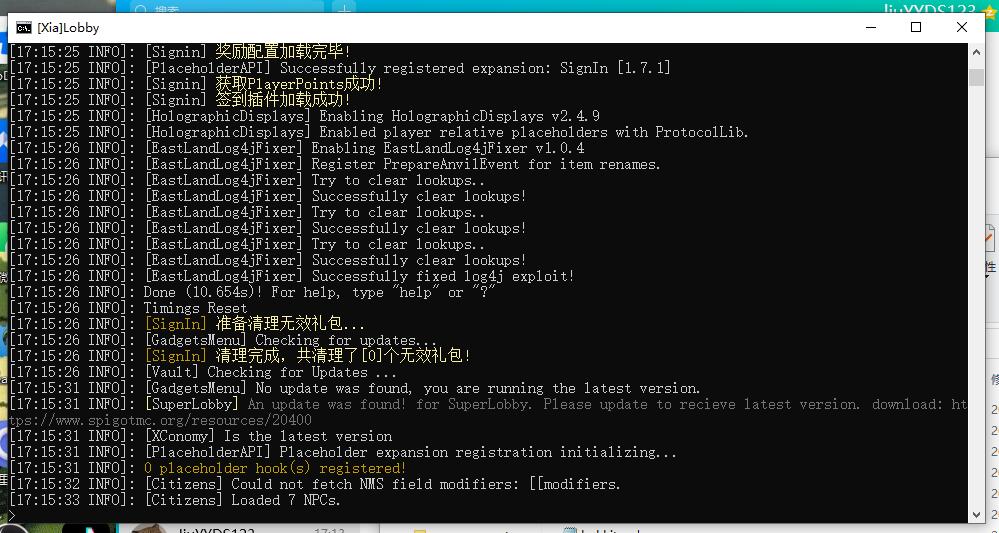 搜索
liuYYDS123
[Xia]Lobby
[17:15:25 INFO]: [Signin] 奖励配置加载完毕!
[17:15:25 INFO]: [PlaceholderAPI] Successfully registered expansion: SignIn [1.7.1]
[17:15:25 INFO]: [Signin] 获取PlayerPoints成功!
[17:15:25 INFO]: [Signin] 签到插件加载成功!
[17:15:25 INFO]: [HolographicDisplays] Enabling HolographicDisplays v2.4.9
[17:15:26 INFO]: [HolographicDisplays] Enabled player relative placeholders with ProtocolLib.
[17:15:26 INFO]: [EastLandLog4jFixer] Enabling EastLandLog4jFixer v1.0.4
[17:15:26 INFO]: [EastLandLog4jFixer] Register PrepareAnvilEvent for item renames.
[17:15:26 INFO]: [EastLandLog4jFixer] Try to clear lookups..
[17:15:26 INFO]: [EastLandLog4jFixer] Successfully clear lookups!
[17:15:26 INFO]: [EastLandLog4jFixer] Try to clear lookups..
[17:15:26 INFO]: [EastLandLog4jFixer] Successfully clear lookups!
[17:15:26 INFO]: [EastLandLog4jFixer] Try to clear lookups..
[17:15:26 INFO]: [EastLandLog4jFixer] Successfully clear lookups!
[17:15:26 INFO]: [EastLandLog4jFixer] Successfully fixed log4j exploit!
[17:15:26 INFO]: Done (10.654s)! For help, type "help" or "?"
[17:15:26 INFO]: Timings Reset
[17:15:26 INFO]: [SignIn] 准备清理无效礼包...
[17:15:26 INFO]: [GadgetsMenu] Checking for updates...
[17:15:26 INFO]: [SignIn] 清理完成，共清理了[0]个无效礼包!
[17:15:26 INFO]: [Vault] Checking for Updates ...
[17:15:31 INFO]: [GadgetsMenu] No update was found, you are running the latest version.
[17:15:31 INFO]: [SuperLobby] An update was found! for SuperLobby. Please update to recieve latest version. download: ht
tps://www.spigotmc.org/resources/20400
[17:15:31 INFO]: [XConomy] Is the latest version
[17:15:31 INFO]: [PlaceholderAPI] Placeholder expansion registration initializing...
[17:15:31 INFO]: 0 placeholder hook(s) registered!
[17:15:32 INFO]: [Citizens] Could not fetch NMS field modifiers: [[modifiers.
[17:15:33 INFO]: [Citizens] Loaded 7 NPCs.
>
性
liuYYDS123
17:13